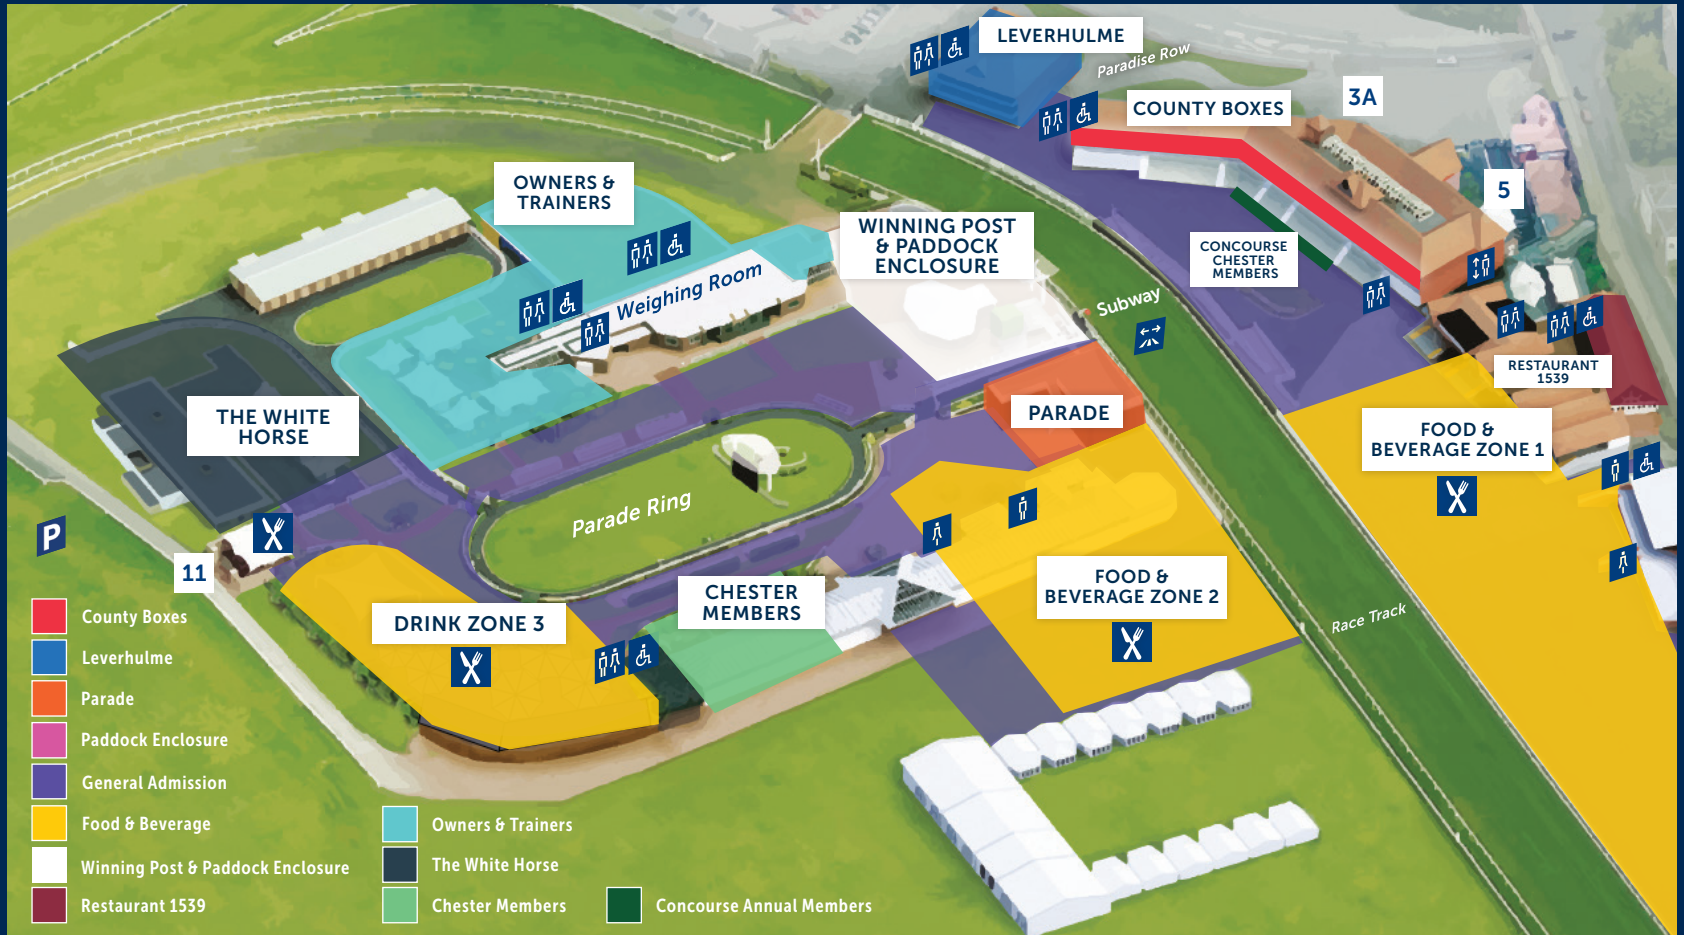 LEVERHULME
Paradise Row
COUNTY BOXES
3A
OWNERS &
TRAINERS
5
WINNING POST
& PADDOCK
ENCLOSURE
CONCOURSE
CHESTER
MEMBERS
Weighing Room
Subway
RESTAURANT
1539
THE WHITE
HORSE
PARADE
FOOD &
BEVERAGE ZONE 1
Parade Ring
P
11
FOOD &
BEVERAGE ZONE 2
CHESTER
MEMBERS
DRINK ZONE 3
Race Track
County Boxes
Leverhulme
Parade
Paddock Enclosure
General Admission
Food & Beverage
Winning Post & Paddock Enclosure
Restaurant 1539
Owners & Trainers
The White Horse
Chester Members
Concourse Annual Members